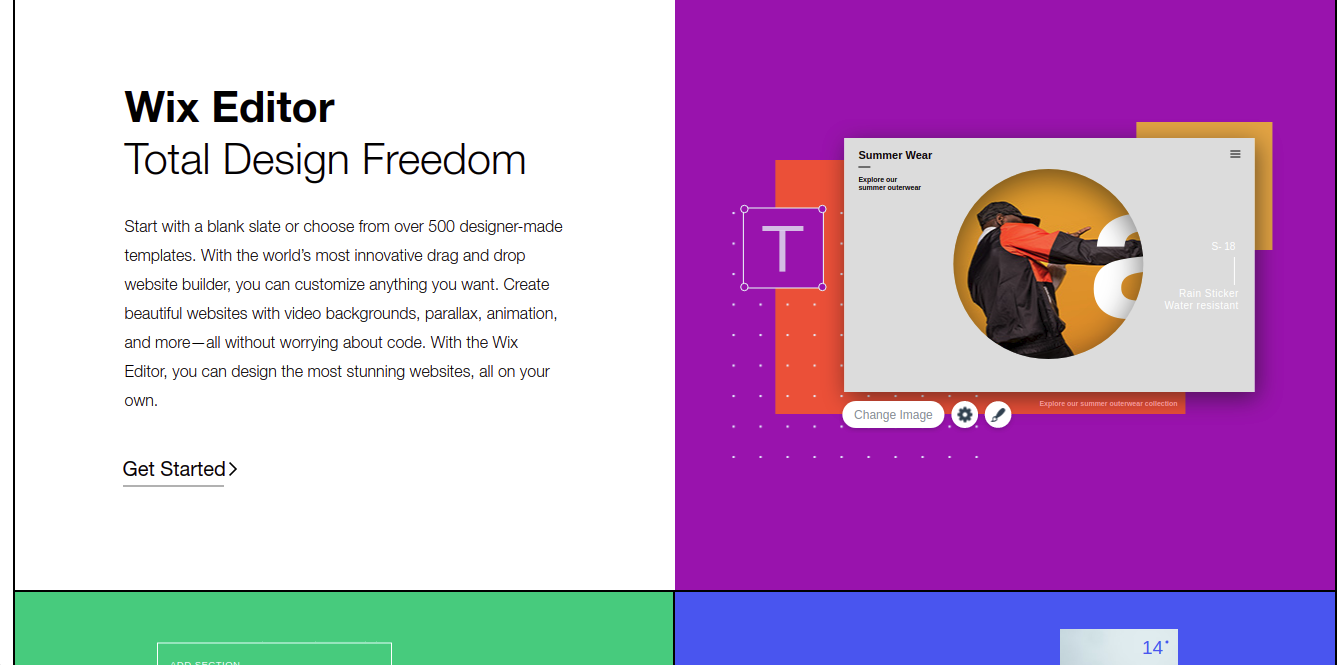 Wix Editor
Total Design Freedom
Start with a blank slate or choose from over 500 designer-made
templates. With the world’s most innovative drag and drop
website builder, you can customize anything you want. Create
beautiful websites with video backgrounds, parallax, animation,
and more—all without worrying about code. With the Wix
Editor, you can design the most stunning websites, all on your
own.
Get Started
Summer Wear
Explore our
summer outerwear
T
a
S- 18
Rain Sticker
Water resistant
Explore our summer outerwear collection
Change Image
ADD SECTION
14°